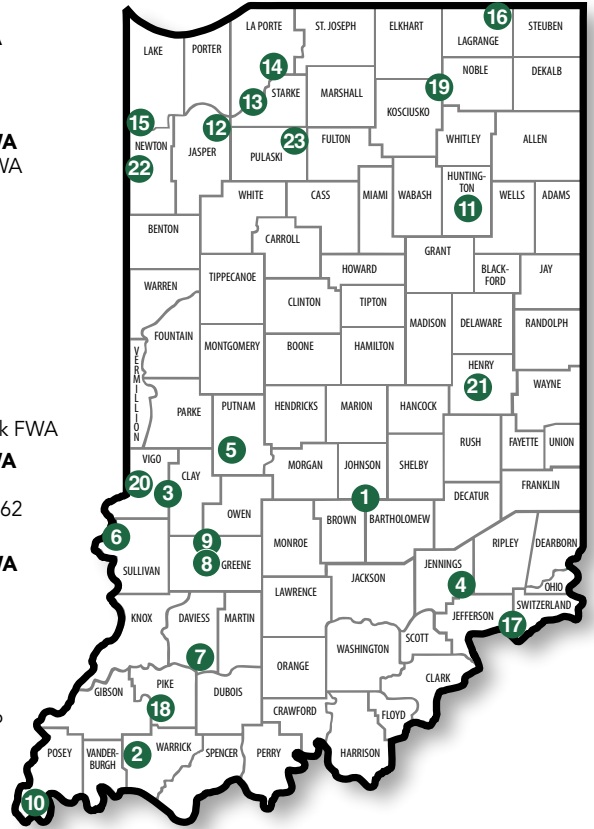 A
WA
WA
k FWA
WA
62
WA
LAKE
PORTER
LA PORTE
ST. JOSEPH
ELKHART
16
LAGRANGE
STEUBEN
14
13
STARKE
MARSHALL
19
KOSCIUSKO
NOBLE
DEKALB
15
NEWTON
22
12
JASPER
23
PULASKI
FULTON
WHITLEY
ALLEN
WHITE
CASS
MIAMI
WABASH
HUNTING-
TON
11
WELLS
ADAMS
BENTON
CARROLL
GRANT
WARREN
TIPPECANOE
HOWARD
BLACK-
FORD
JAY
CLINTON
TIPTON
MADISON
DELAWARE
RANDOLPH
FOUNTAIN
MONTGOMERY
BOONE
HAMILTON
HENRY
21
WAYNE
VERMILLION
PARKE
PUTNAM
5
HENDRICKS
MARION
HANCOCK
RUSH
FAYETTE
UNION
VIGO
20
3
CLAY
MORGAN
JOHNSON
1
SHELBY
FRANKLIN
DECATUR
OWEN
BROWN
BARTHOLOMEW
6
SULLIVAN
9
8
GREENE
MONROE
JENNINGS
4
RIPLEY
DEARBORN
OHIO
JACKSON
LAWRENCE
JEFFERSON
SWITZERLAND
17
KNOX
DAVIESS
7
MARTIN
SCOTT
WASHINGTON
ORANGE
CLARK
GIBSON
PIKE
18
DUBOIS
CRAWFORD
FLOYD
POSEY
VANDER-
BURGH
2
WARRICK
SPENCER
PERRY
HARRISON
10